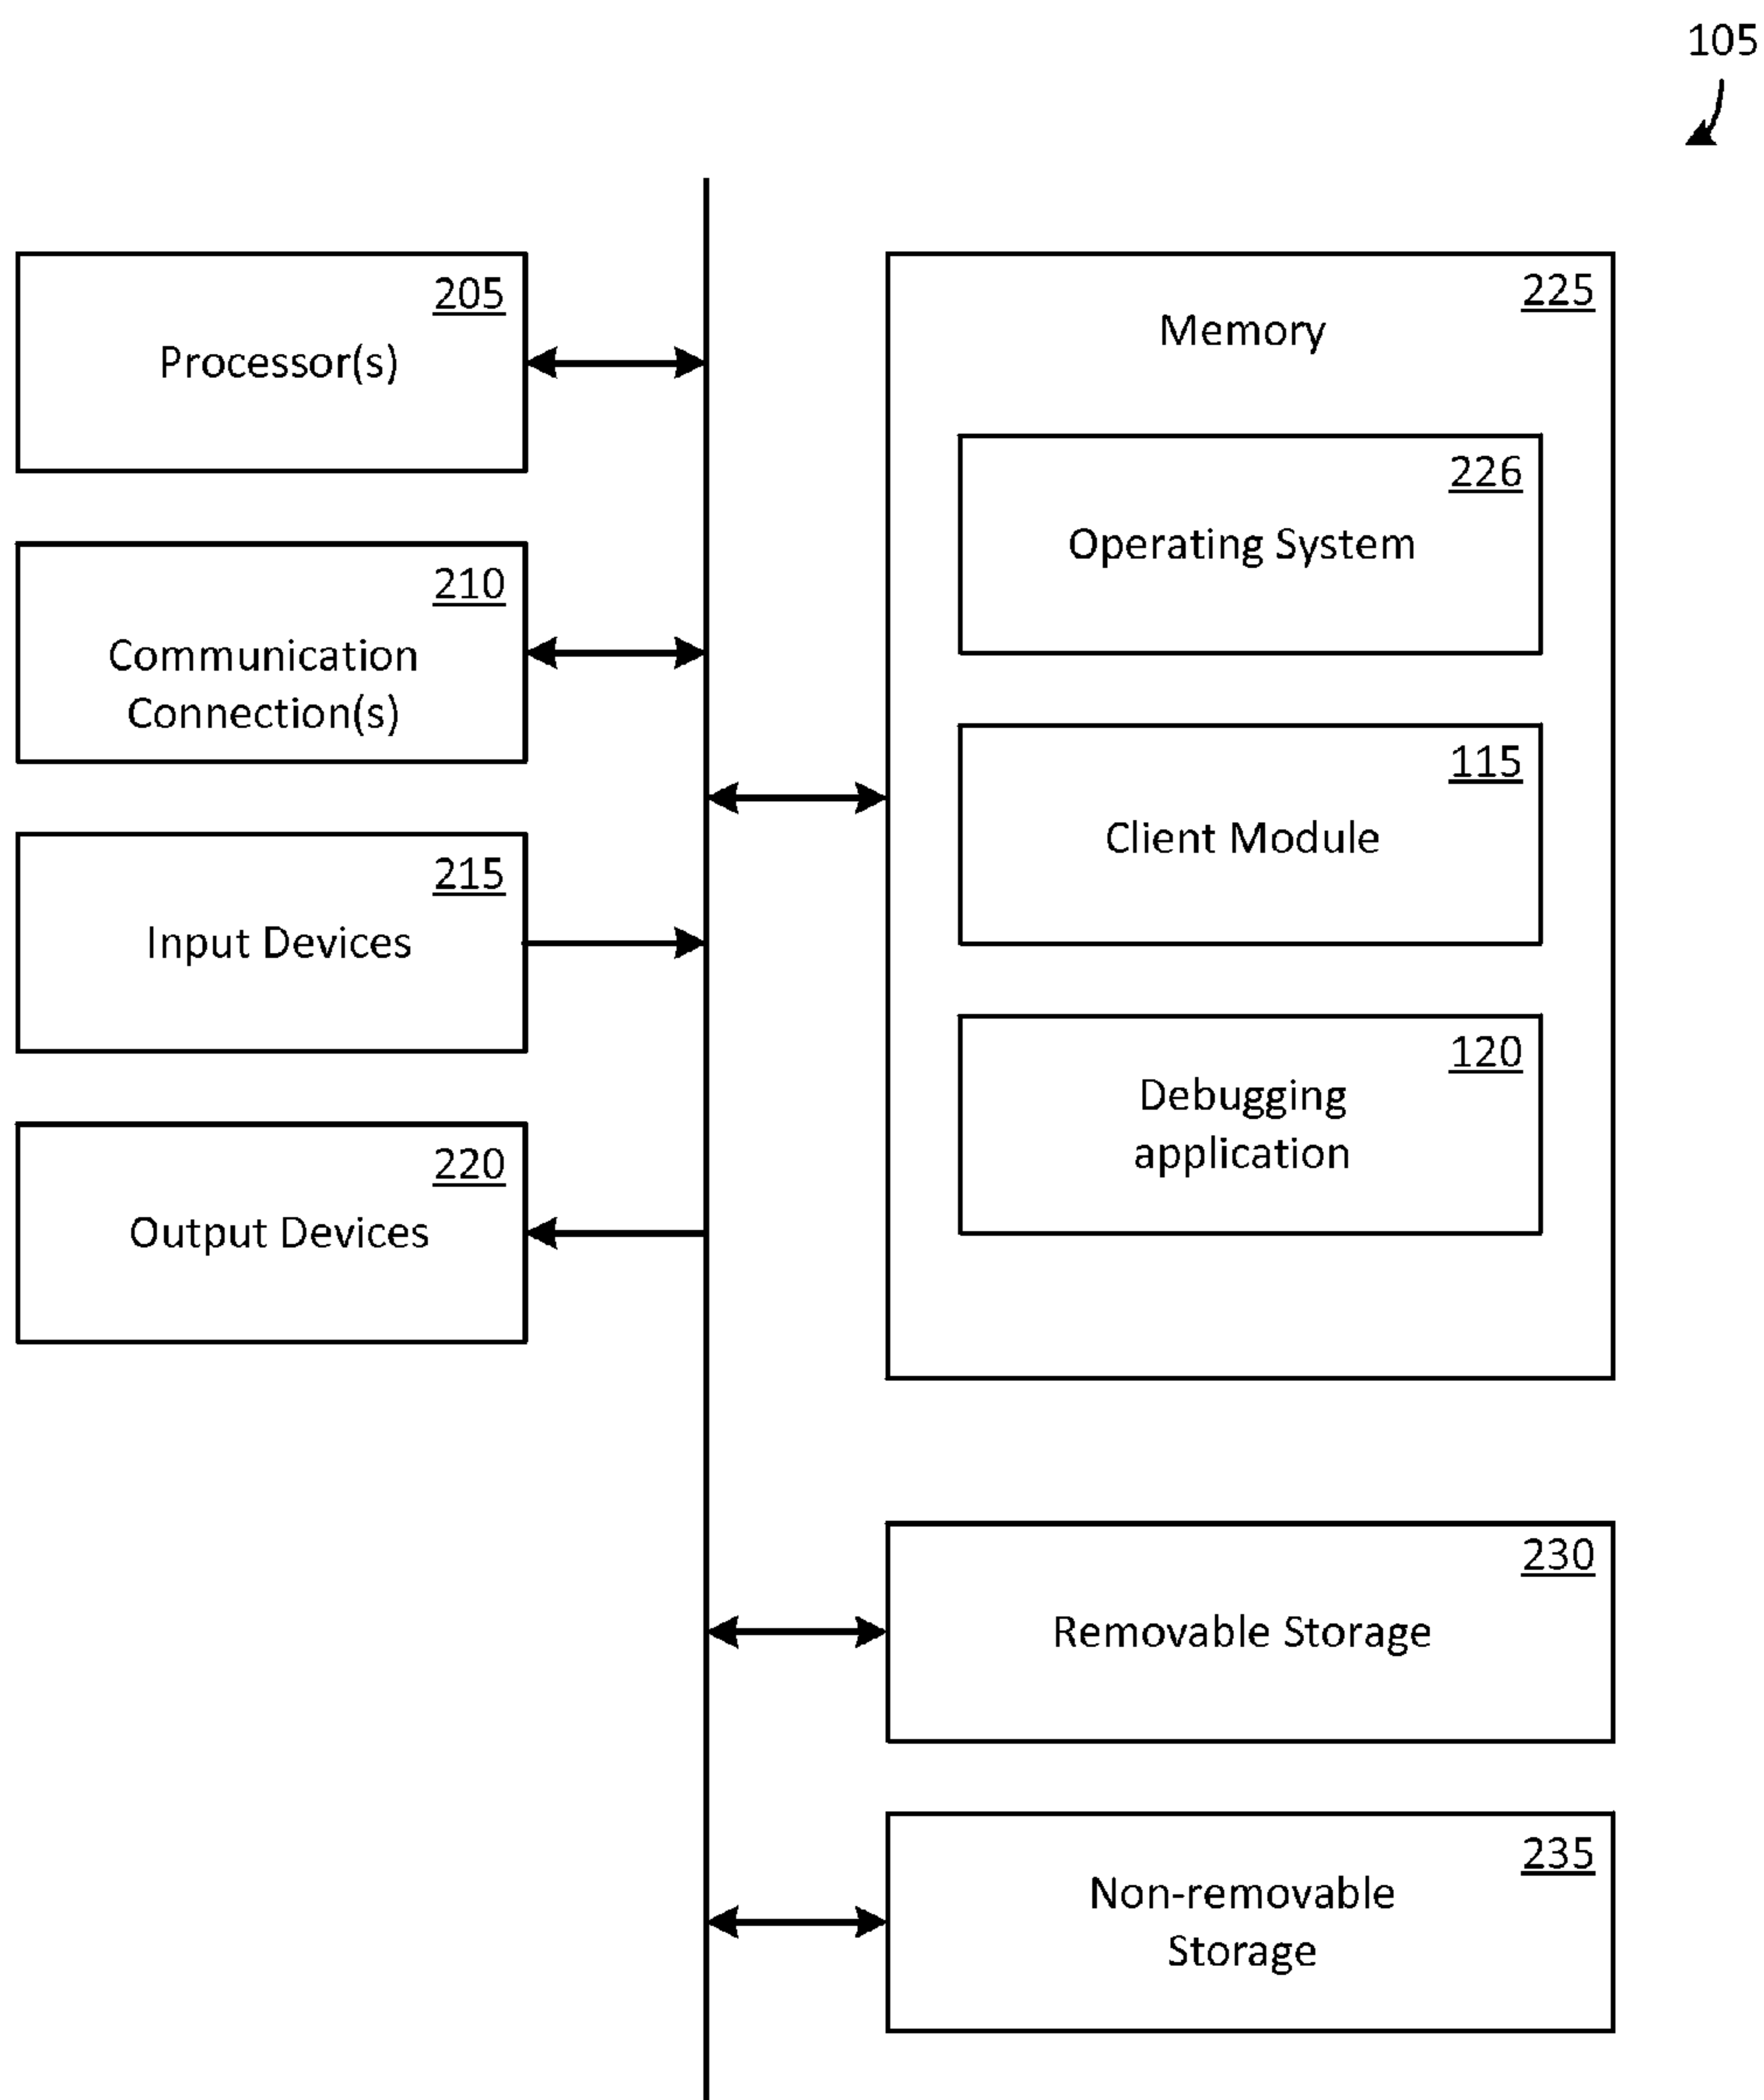 105
205
Processor(s)
210
Communication
Connection(s)
215
Input Devices
220
Output Devices
225
Memory
226
Operating System
115
Client Module
120
Debugging
application
230
Removable Storage
235
Non-removable
Storage